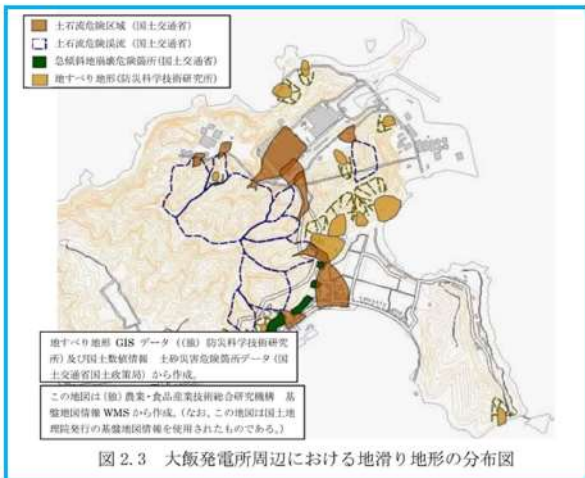 土石流危険区域（国土交通省）
土石流危険渓流（国土交通省）
急傾斜地崩壊危険箇所（国土交通省）
地すべり地形（防災科学技術研究所）
地すべり地形 GIS データ（（独）防災科学技術研究
所）及び国土数値情報　土砂災害危険箇所データ（国
土交通省国土政策局）から作成。
この地図は（独）農業・食品産業技術総合研究機構　基
盤地図情報 WMS から作成。（なお、この地図は国土地
理院発行の基盤地図情報を使用されたものである。）
図 2.3　大飯発電所周辺における地滑り地形の分布図